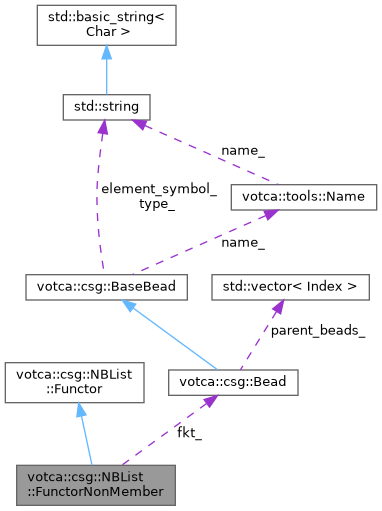 std::basic_string<
Char >
std::string
name_
element_symbol_
type_
votca::tools::Name
name_
votca::csg::BaseBead
std::vector< Index >
parent_beads_
votca::csg::NBList
::Functor
votca::csg::Bead
fkt_
votca::csg::NBList
::FunctorNonMember